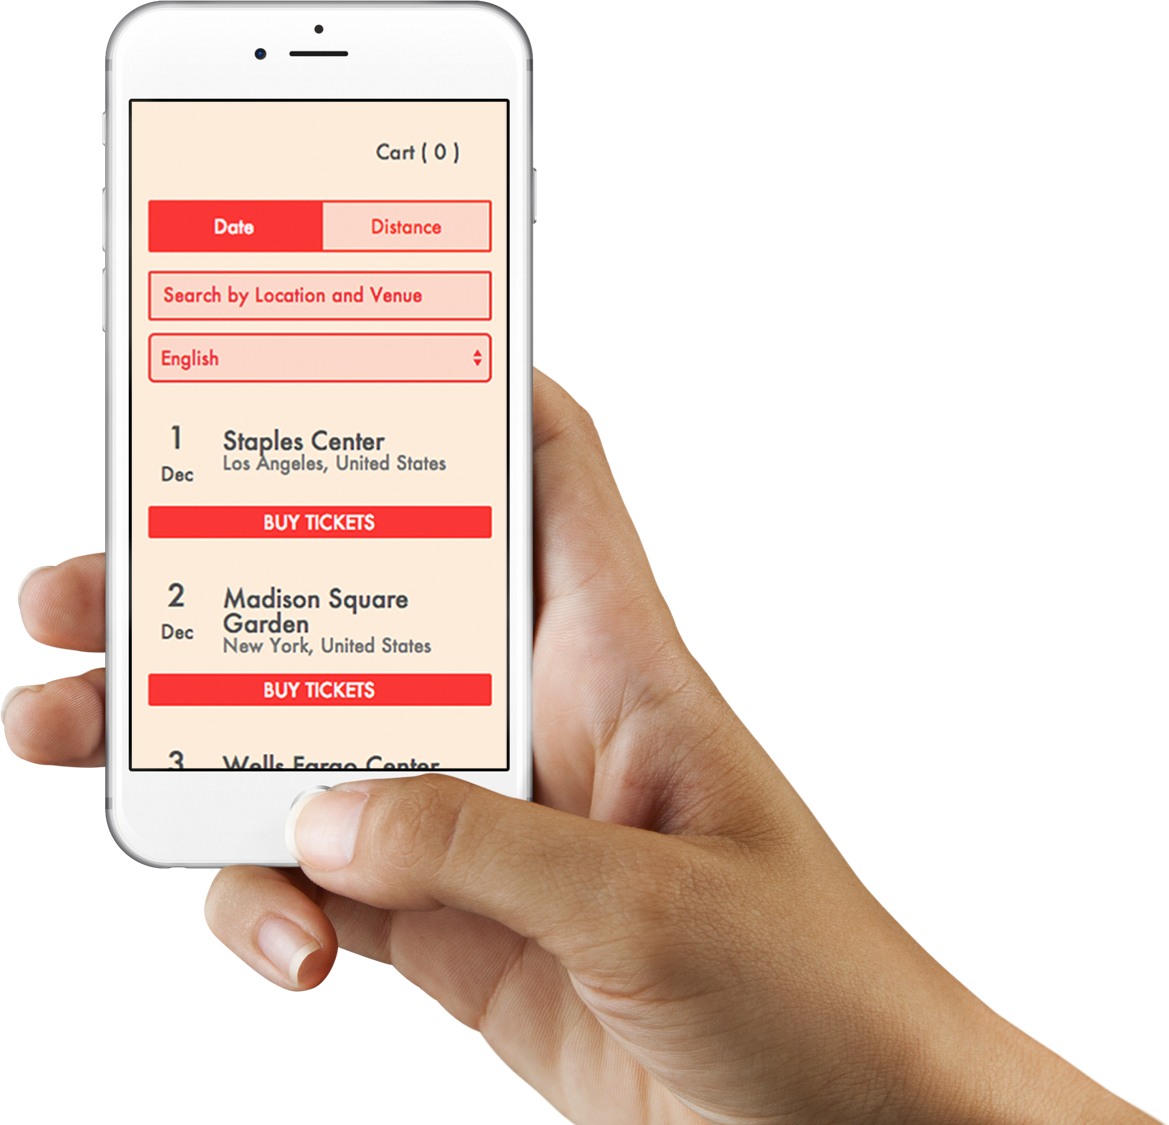 Cart ( 0 )
Date
Distance
Search by Location and Venue
English
1
Dec
Staples Center
Los Angeles, United States
BUY TICKETS
2
Dec
Madison Square
Garden
New York, United States
BUY TICKETS
3
Wells Fargo Center